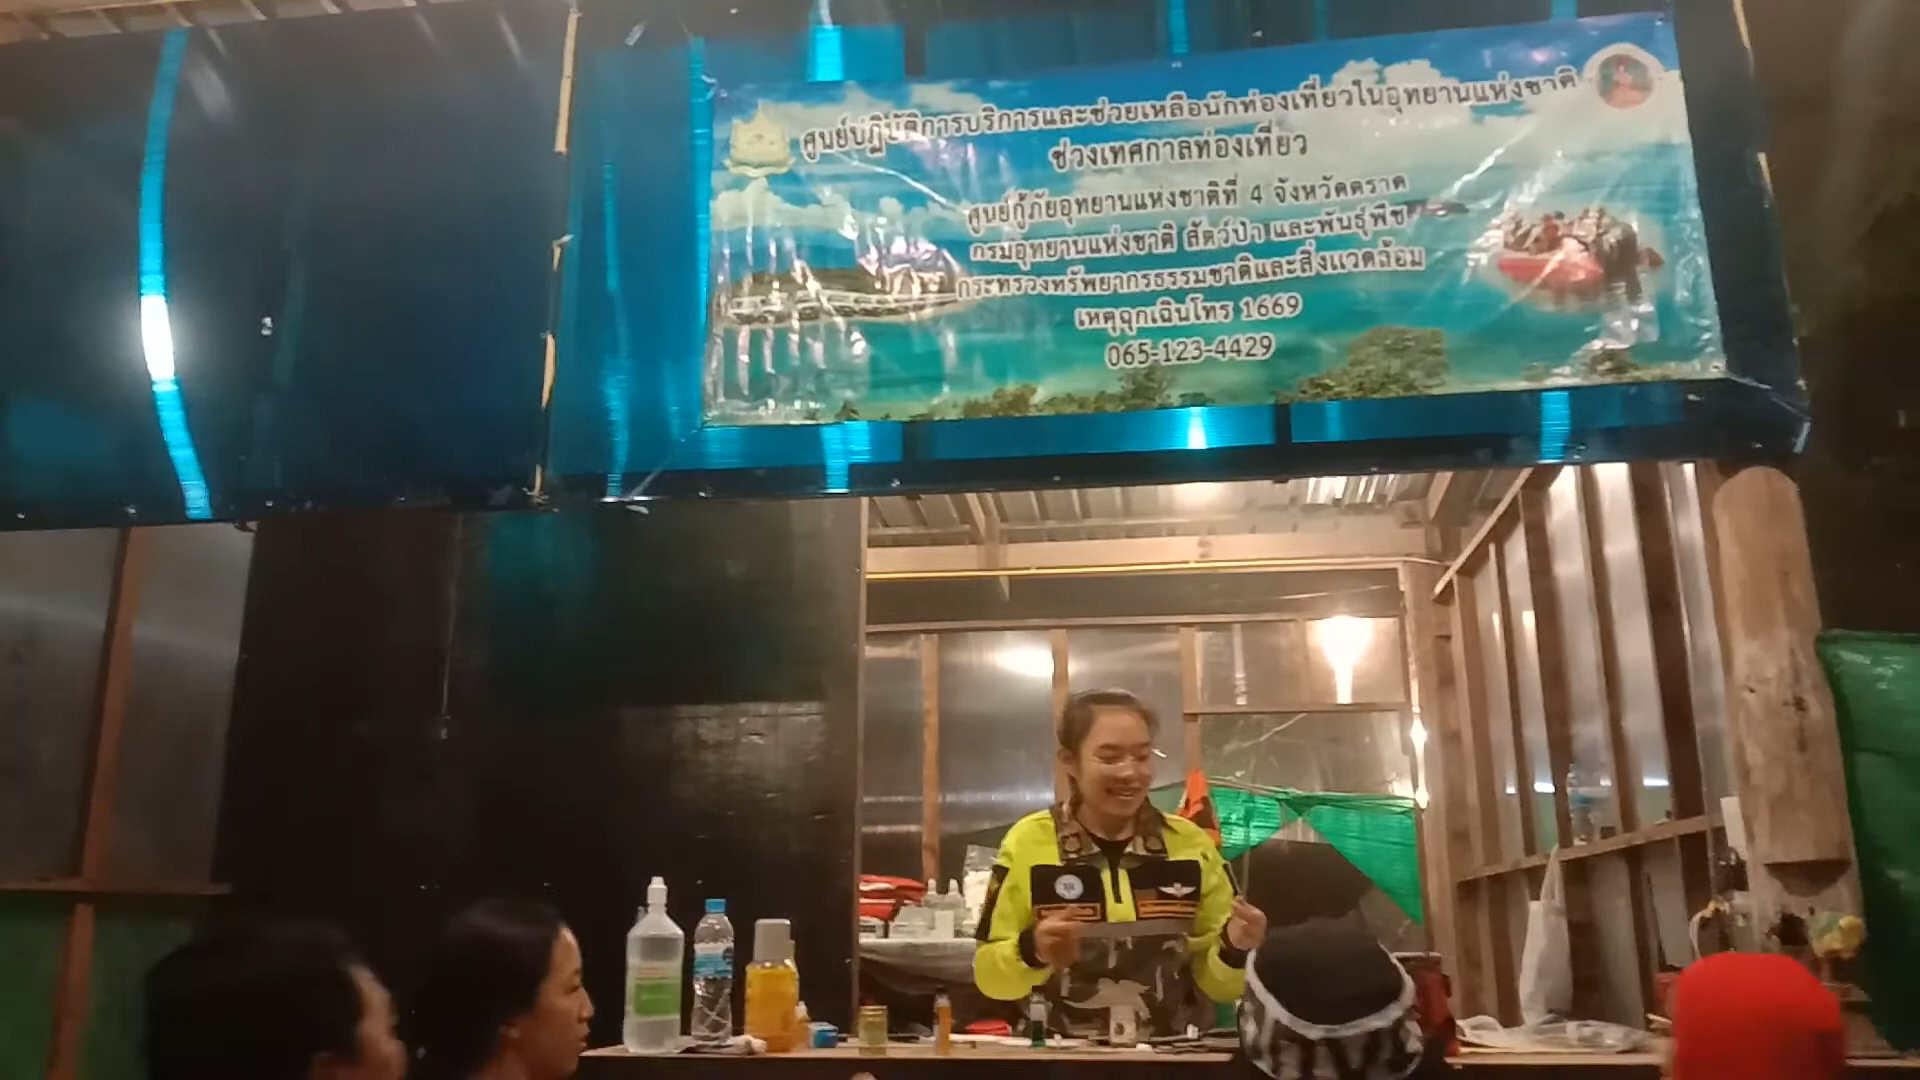 ศูนย์ปฏิบัติการบริการและช่วยเหลือนักท่องเที่ยวในอุทยานแห่งชาติ
ช่วงเทศกาลท่องเที่ยว
ศูนย์กู้ภัยอุทยานแห่งชาติที่ 4 จังหวัดตราด
กรมอุทยานแห่งชาติ สัตว์ป่า และพันธุ์พืช
กระทรวงทรัพยากรธรรมชาติและสิ่งแวดล้อม
เหตุฉุกเฉินโทร 1669
065-123-4429